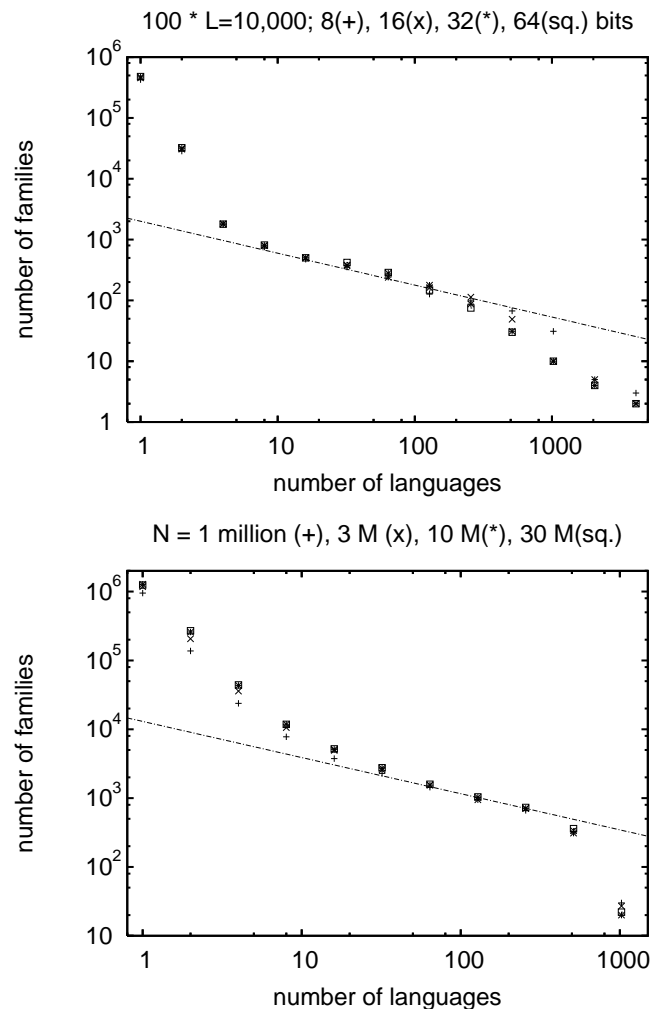 100 * L=10,000; 8(+), 16(x), 32(*), 64(sq.) bits
number of families
10^6
10^5
10^4
10^3
10^2
10
1
1 10 100 1000
number of languages
N = 1 million (+), 3 M (x), 10 M(*), 30 M(sq.)
number of families
10^6
10^5
10^4
10^3
10^2
10
1 10 100 1000
number of languages